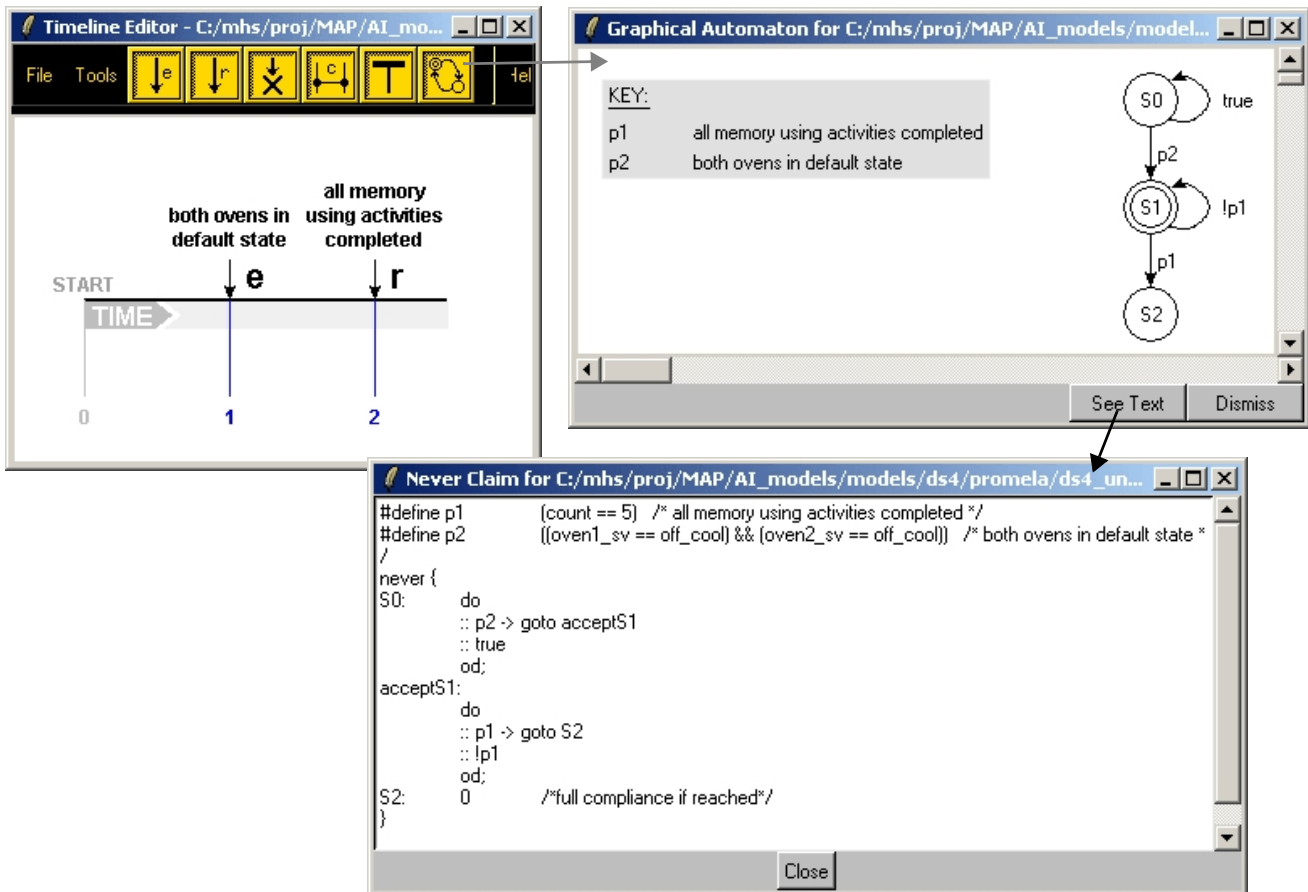 Timeline Editor - C:/mhs/proj/MAP/AI_mo...
File Tools e r c Hel
both ovens in
default state
all memory
using activities
completed
START
e
r
TIME
0 1 2
Graphical Automaton for C:/mhs/proj/MAP/AI_models/model...
KEY:
p1 all memory using activities completed
p2 both ovens in default state
S0 true
p2
S1 !p1
p1
S2
See Text Dismiss
Never Claim for C:/mhs/proj/MAP/AI_models/models/ds4/promela/ds4_un...
#define p1 (count == 5) /* all memory using activities completed */
#define p2 ((oven1_sv == off_cool) && (oven2_sv == off_cool)) /* both ovens in default state *
/
never {
S0: do
:: p2 -> goto acceptS1
:: true
od;
acceptS1:
do
:: p1 -> goto S2
:: !p1
od;
S2: 0 /*full compliance if reached*/
}
Close